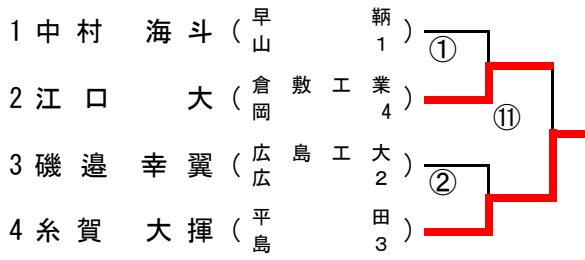 1 中村 海斗 (早鞆 山1)
①
2 江口 大 (倉敷工業 岡4)
⑪
3 磯邉 幸翼 (広島工大 広2)
②
4 糸賀 大揮 (平田 島3)